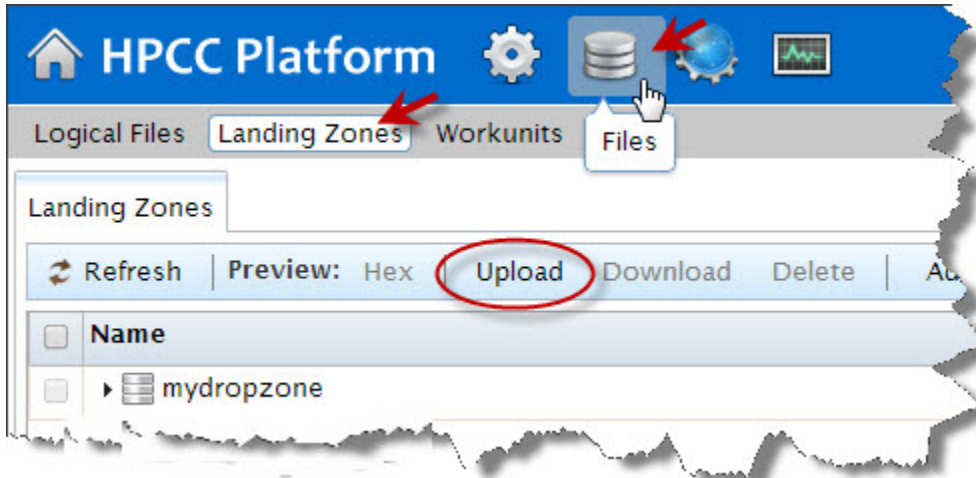 HPCC Platform
Logical Files Landing Zones Workunits Files
Landing Zones
Refresh Preview: Hex Upload Download Delete
Name
mydropzone